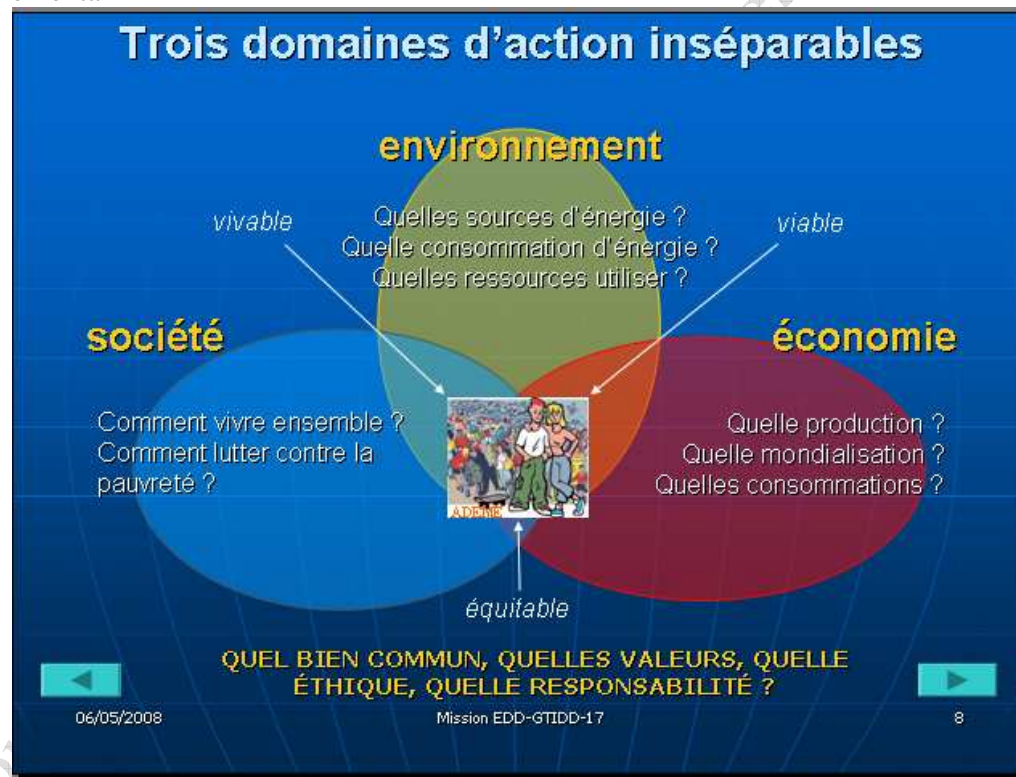 Trois domaines d'action inséparables
environnement
vivable
viable
Quelles sources d'énergie ?
Quelle consommation d'énergie ?
Quelles ressources utiliser ?
société
économie
Comment vivre ensemble ?
Comment lutter contre la
pauvreté ?
Quelle production ?
Quelle mondialisation ?
Quelles consommations ?
ADEME
équitable
QUEL BIEN COMMUN, QUELLES VALEURS, QUELLE
ÉTHIQUE, QUELLE RESPONSABILITÉ ?
06/05/2008
Mission EDD-GTIDD-17
8